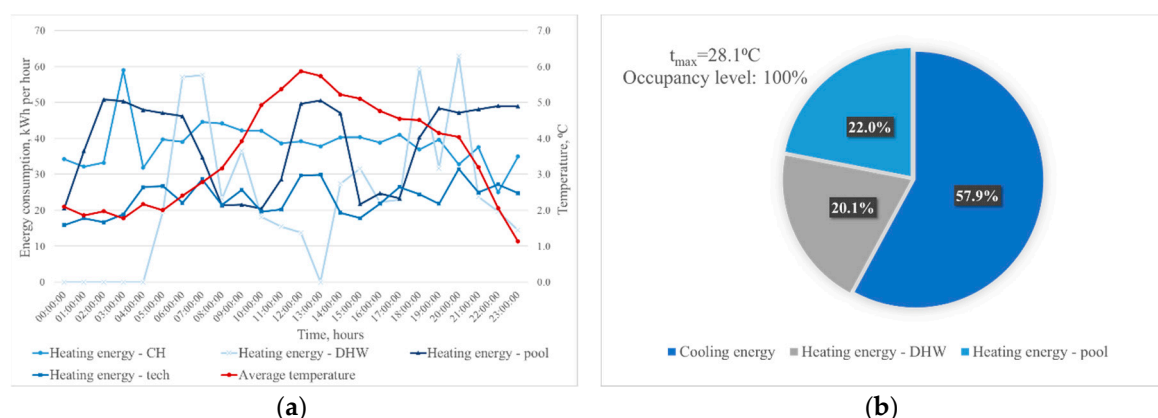 70
60
50
40
30
20
10
0
7.0
6.0
5.0
4.0
3.0
2.0
1.0
0.0
Energy consumption, kWh per hour
Temperature, ºC
00:00:00
01:00:00
02:00:00
03:00:00
04:00:00
05:00:00
06:00:00
07:00:00
08:00:00
09:00:00
10:00:00
11:00:00
12:00:00
13:00:00
14:00:00
15:00:00
16:00:00
17:00:00
18:00:00
19:00:00
20:00:00
21:00:00
22:00:00
23:00:00
Time, hours
Heating energy - CH
Heating energy - DHW
Heating energy - pool
Heating energy - tech
Average temperature
(a)
tmax=28.1ºC
Occupancy level: 100%
22.0%
20.1%
57.9%
Cooling energy
Heating energy - DHW
Heating energy - pool
(b)